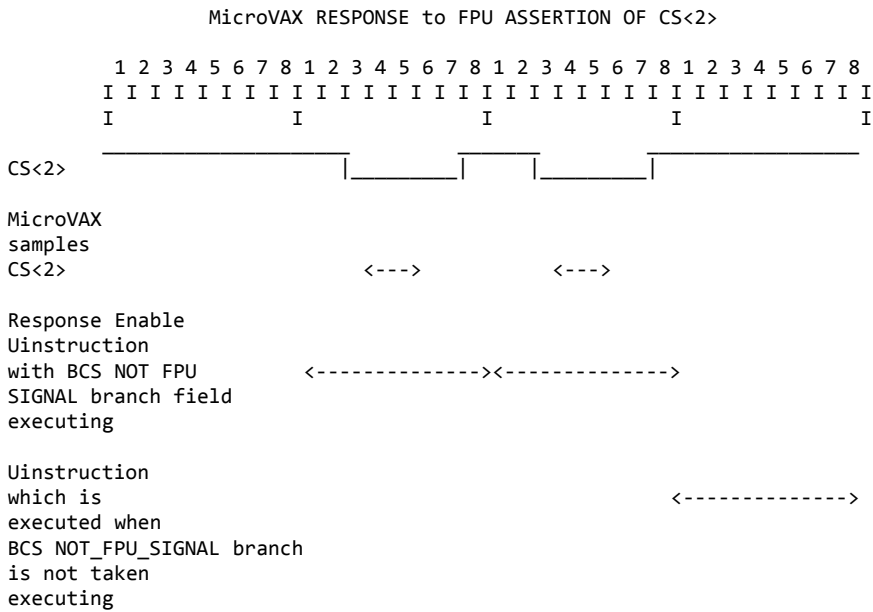 MicroVAX RESPONSE to FPU ASSERTION OF CS<2>
1 2 3 4 5 6 7 8 1 2 3 4 5 6 7 8 1 2 3 4 5 6 7 8 1 2 3 4 5 6 7 8
I I I I I I I I I I I I I I I I I I I I I I I I I I I I I I I I I
I I I I I
CS<2> |_________| |_________|
MicroVAX
samples
CS<2> <---> <--->
Response Enable
Uinstruction
with BCS NOT FPU <--------------><-------------->
SIGNAL branch field
executing
Uinstruction
which is <-------------->
executed when
BCS NOT_FPU_SIGNAL branch
is not taken
executing